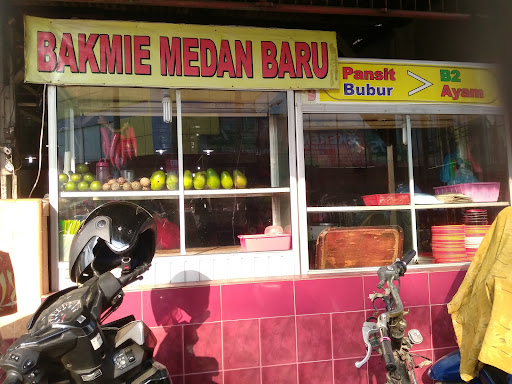 BAKMIE MEDAN BARU
Pansit > B2
Bubur Ayam